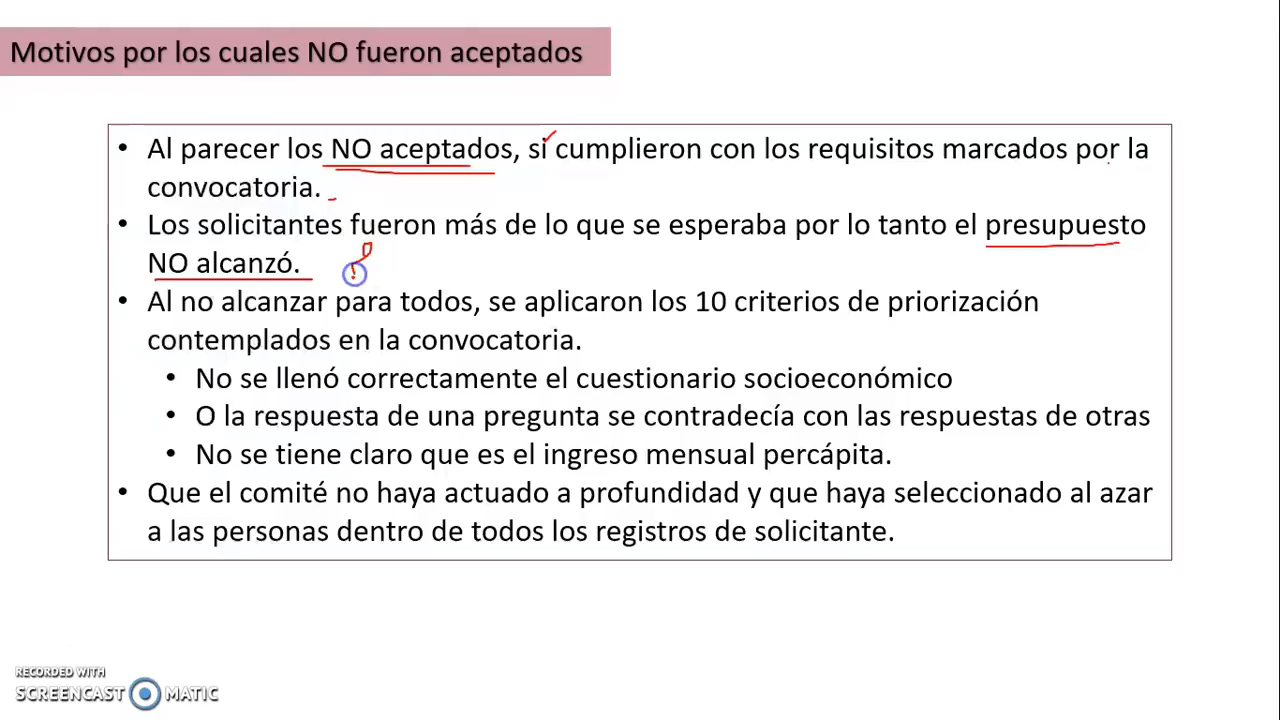 Motivos por los cuales NO fueron aceptados
• Al parecer los NO aceptados, si cumplieron con los requisitos marcados por la
convocatoria.
• Los solicitantes fueron más de lo que se esperaba por lo tanto el presupuesto
NO alcanzó.
• Al no alcanzar para todos, se aplicaron los 10 criterios de priorización
contemplados en la convocatoria.
• No se llenó correctamente el cuestionario socioeconómico
• O la respuesta de una pregunta se contradecía con las respuestas de otras
• No se tiene claro que es el ingreso mensual percápita.
• Que el comité no haya actuado a profundidad y que haya seleccionado al azar
a las personas dentro de todos los registros de solicitante.
RECORDED WITH
SCREENCAST MATIC